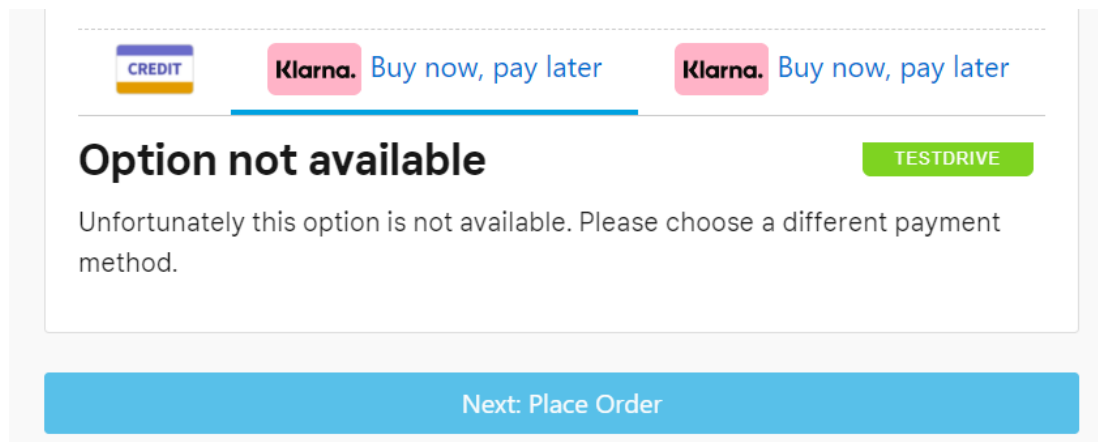 CREDIT Klarna. Buy now, pay later Klarna. Buy now, pay later
Option not available TESTDRIVE
Unfortunately this option is not available. Please choose a different payment
method.
Next: Place Order